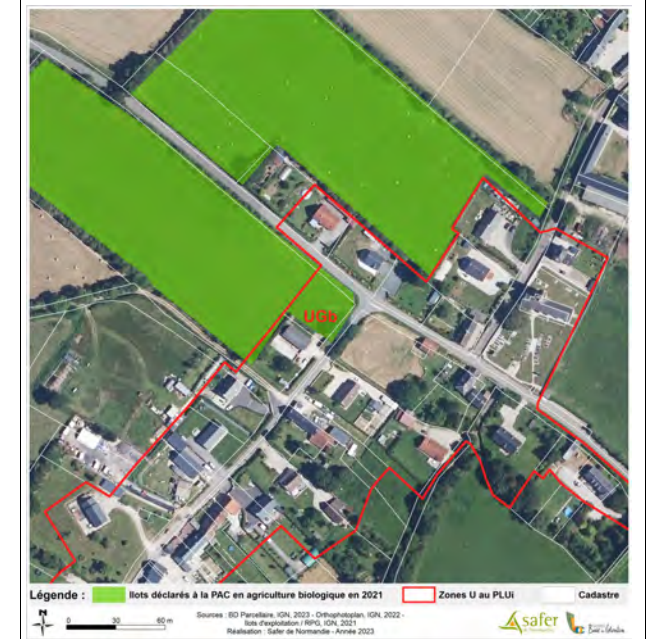 UGb
Légende : Ilots déclarés à la PAC en agriculture biologique en 2021 Zones U au PLUi Cadastre
N
0 30 60 m
Sources : BD Parcellaire, IGN, 2023 - Orthophotoplan, IGN, 2022 -
Ilots d'exploitation / RPG, IGN, 2021
Réalisation : Safer de Normandie - Année 2023
safer
de Normandie